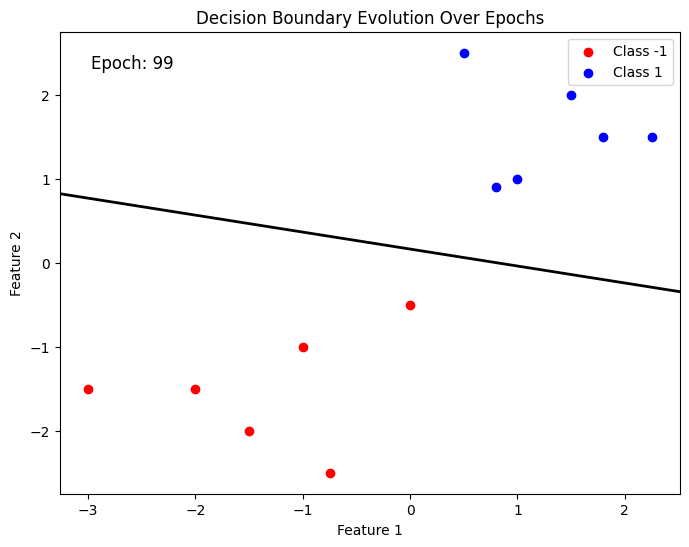 Decision Boundary Evolution Over Epochs
Epoch: 99
Class -1
Class 1
Feature 2
2
1
0
−1
−2
−3 −2 −1 0 1 2
Feature 1